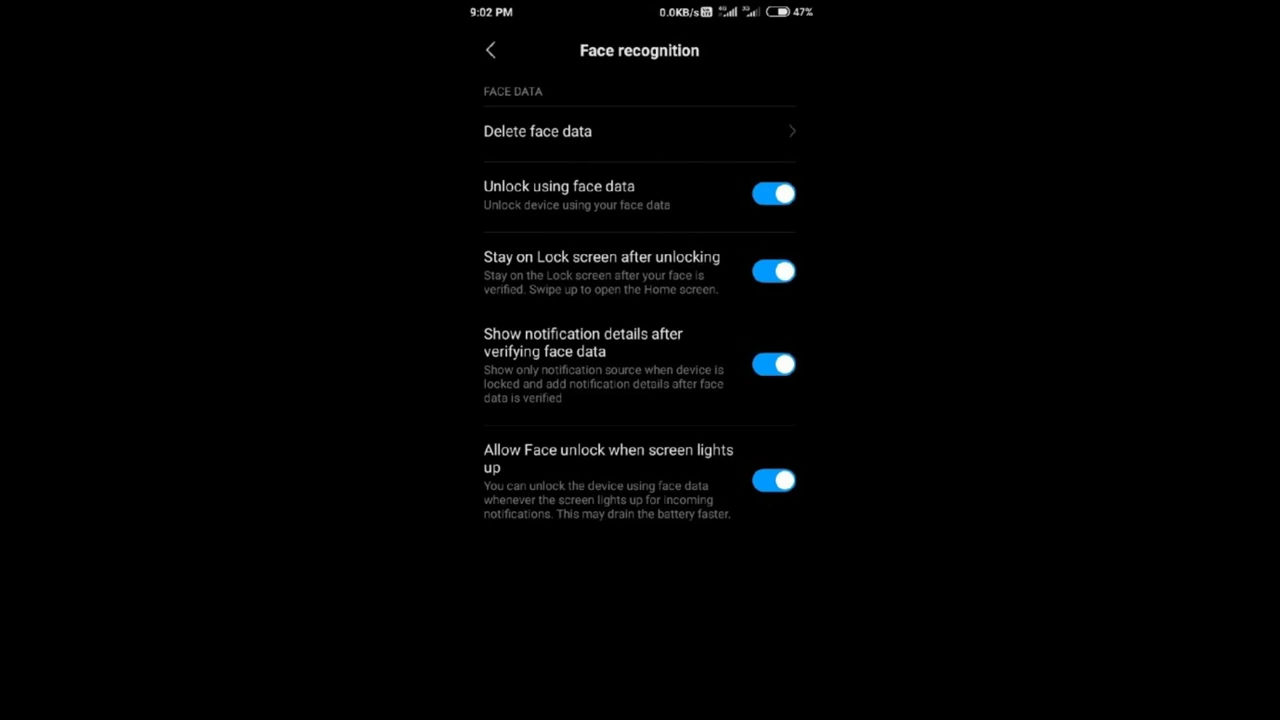 9:02 PM 0.0KB/s 4G 3G 47%
Face recognition
FACE DATA
Delete face data
Unlock using face data
Unlock device using your face data
Stay on Lock screen after unlocking
Stay on the Lock screen after your face is
verified. Swipe up to open the Home screen.
Show notification details after
verifying face data
Show only notification source when device is
locked and add notification details after face
data is verified
Allow Face unlock when screen lights
up
You can unlock the device using face data
whenever the screen lights up for incoming
notifications. This may drain the battery faster.